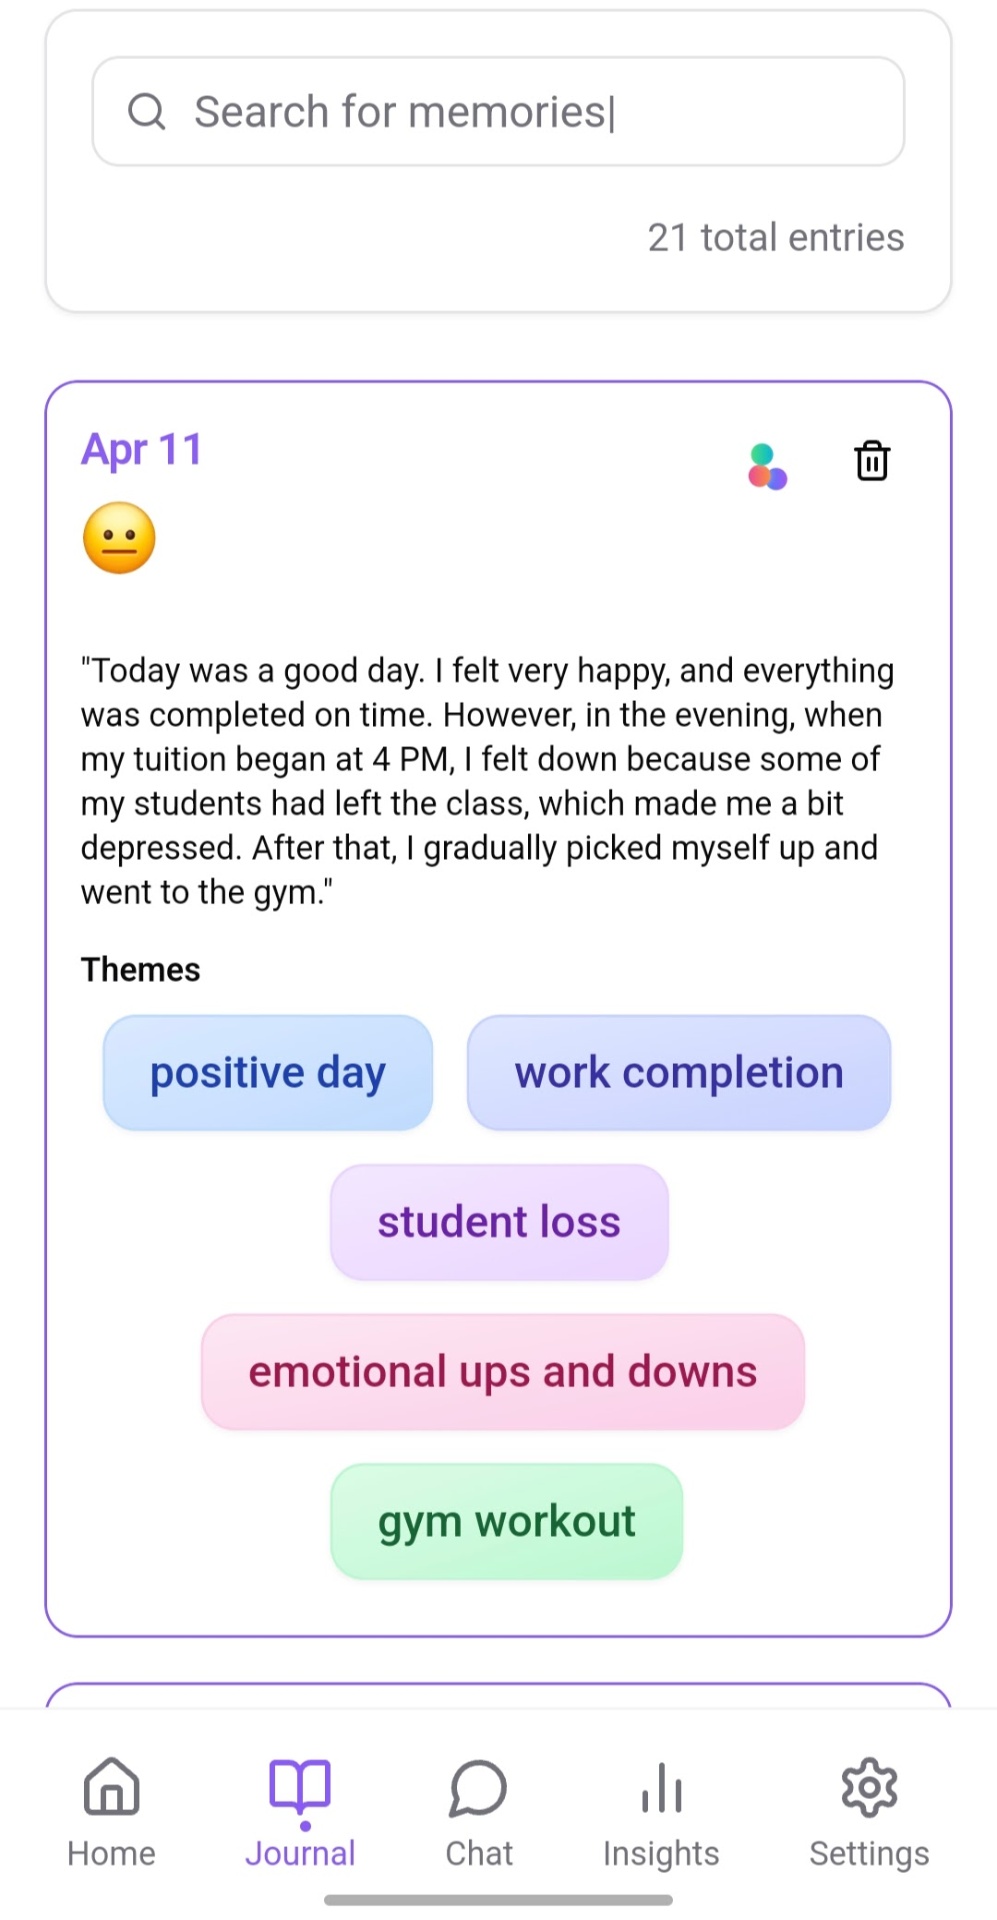 Search for memories
21 total entries
Apr 11
"Today was a good day. I felt very happy, and everything
was completed on time. However, in the evening, when
my tuition began at 4 PM, I felt down because some of
my students had left the class, which made me a bit
depressed. After that, I gradually picked myself up and
went to the gym."
Themes
positive day
work completion
student loss
emotional ups and downs
gym workout
Home
Journal
Chat
Insights
Settings